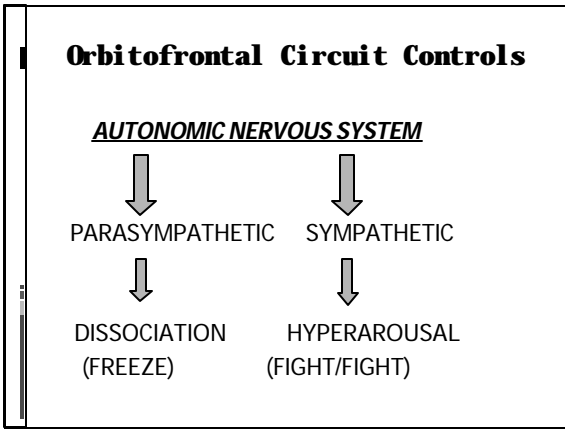 Orbitofrontal Circuit Controls
AUTONOMIC NERVOUS SYSTEM
PARASYMPATHETIC SYMPATHETIC
DISSOCIATION HYPERAROUSAL
(FREEZE) (FIGHT/FIGHT)